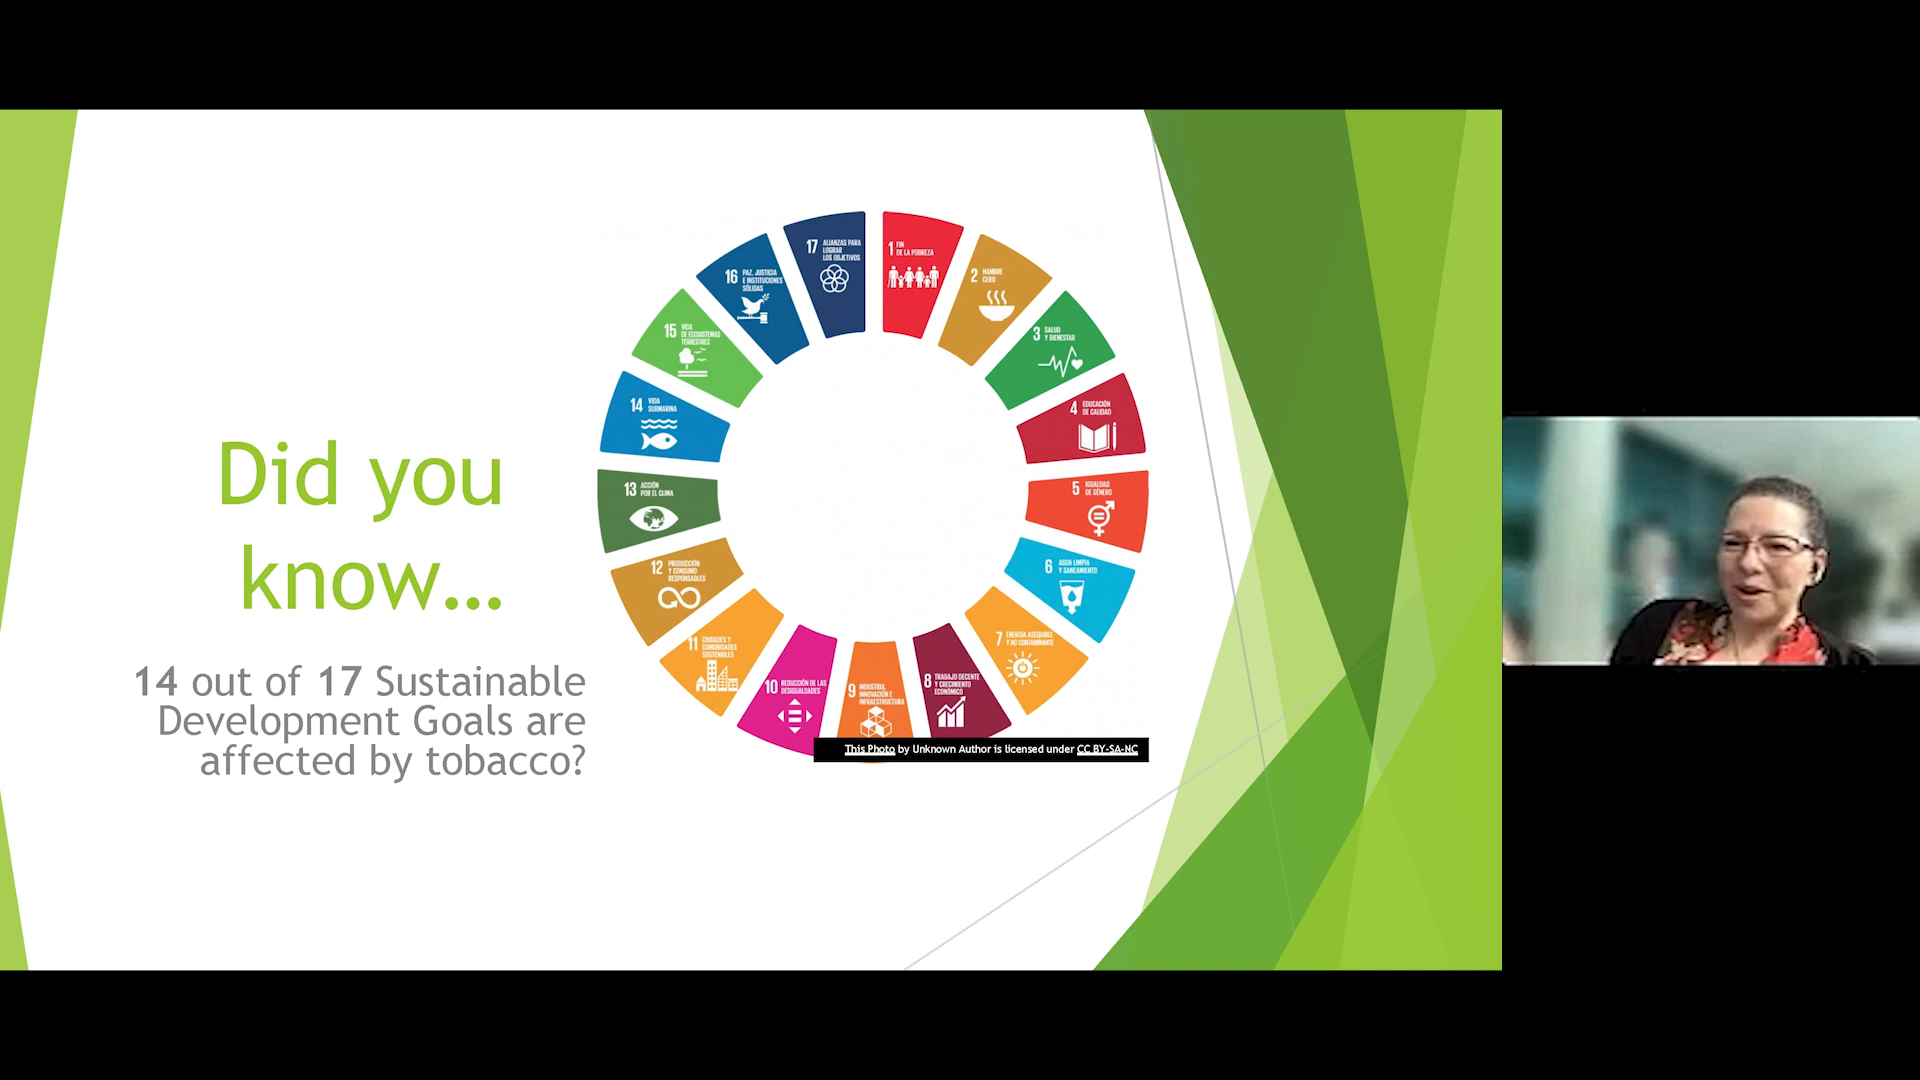 Did you
know...
14 out of 17 Sustainable
Development Goals are
affected by tobacco?
1 FIN
DE LA POBREZA
2 HAMBRE
CERO
3 SALUD
Y BIENESTAR
4 EDUCACIÓN
DE CALIDAD
5 IGUALDAD
DE GÉNERO
6 AGUA LIMPIA
Y SANEAMIENTO
7 ENERGÍA ASEQUIBLE
Y NO CONTAMINANTE
8 TRABAJO DECENTE
Y CRECIMIENTO
ECONÓMICO
9 INDUSTRIA,
INNOVACIÓN E
INFRAESTRUCTURA
10 REDUCCIÓN DE LAS
DESIGUALDADES
11 CIUDADES Y
COMUNIDADES
SOSTENIBLES
12 PRODUCCIÓN
Y CONSUMO
RESPONSABLES
13 ACCIÓN
POR EL CLIMA
14 VIDA
SUBMARINA
15 VIDA
DE ECOSISTEMAS
TERRESTRES
16 PAZ, JUSTICIA
E INSTITUCIONES
SÓLIDAS
17 ALIANZAS PARA
LOGRAR
LOS OBJETIVOS
This Photo by Unknown Author is licensed under CC BY-SA-NC